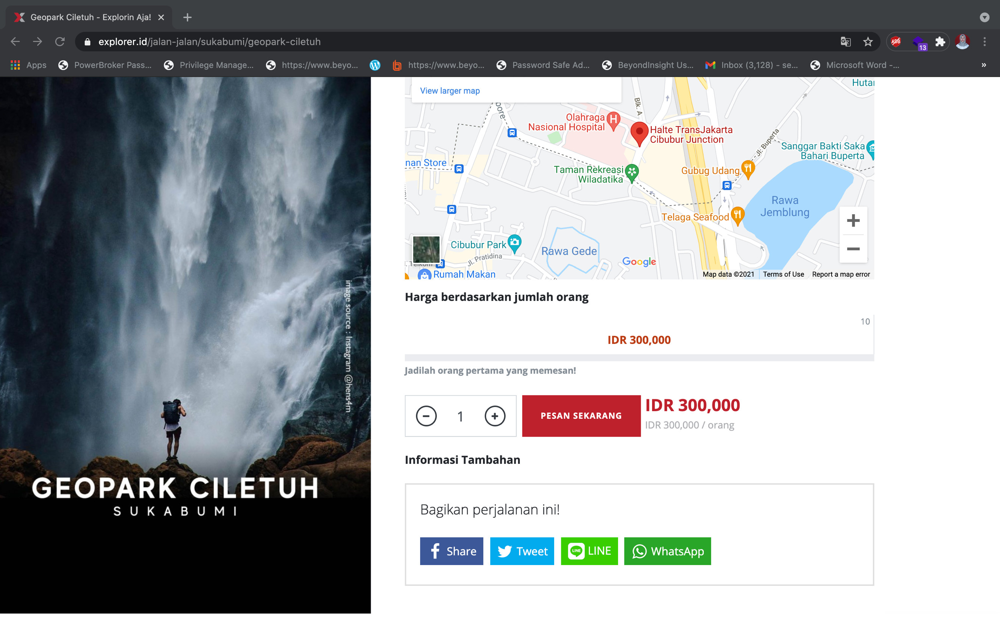 Geopark Ciletuh - Explorin Aja!
explorer.id/jalan-jalan/sukabumi/geopark-ciletuh
13
Apps
PowerBroker Pass...
Privilege Manage...
https://www.beyo...
https://www.beyo...
Password Safe Ad...
BeyondInsight Us...
Inbox (3,128) - se...
Microsoft Word -...
image source : Instagram @hens4m
GEOPARK CILETUH
SUKABUMI
View larger map
Blk. A
Olahraga
Nasional Hospital
Halte TransJakarta
Cibubur Junction
Jl. Buperta
Sanggar Bakti Saka
Bahari Buperta
nan Store
Taman Rekreasi
Wiladatika
Gubug Udang
Rawa
Jemblung
Telaga Seafood
Cibubur Park
Jl. Pratidina
Rawa Gede
Google
Rumah Makan
Map data ©2021
Terms of Use
Report a map error
Harga berdasarkan jumlah orang
10
IDR 300,000
Jadilah orang pertama yang memesan!
1
PESAN SEKARANG
IDR 300,000
IDR 300,000 / orang
Informasi Tambahan
Bagikan perjalanan ini!
Share
Tweet
LINE
LINE
WhatsApp